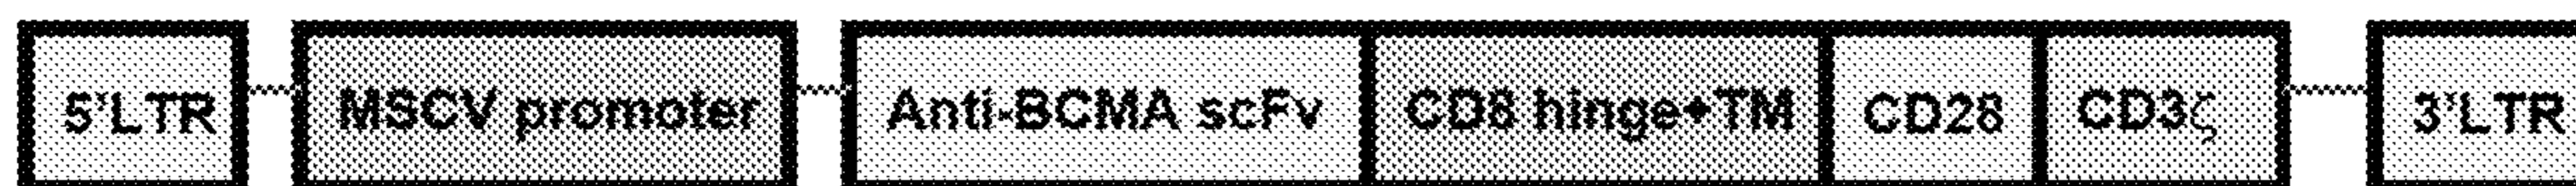 5'LTR MSCV promoter Anti-BCMA scFv CD8 hinge+TM CD28 CD3ζ 3'LTR